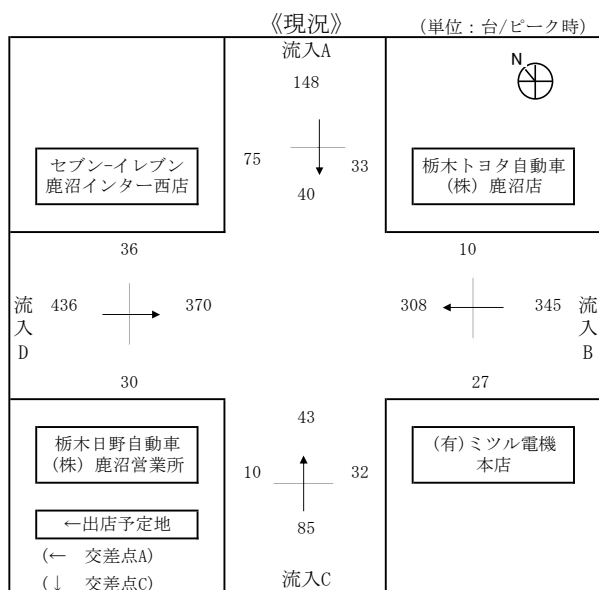 《現況》
(単位：台/ピーク時)
流入A
N
148
75
33
40
セブン-イレブン
鹿沼インター西店
栃木トヨタ自動車
(株) 鹿沼店
36
10
流入D
436
370
308
345
流入B
30
27
栃木日野自動車
(株) 鹿沼営業所
43
10
32
85
(有)ミツル電機
本店
←出店予定地
(← 交差点A)
(↓ 交差点C)
流入C